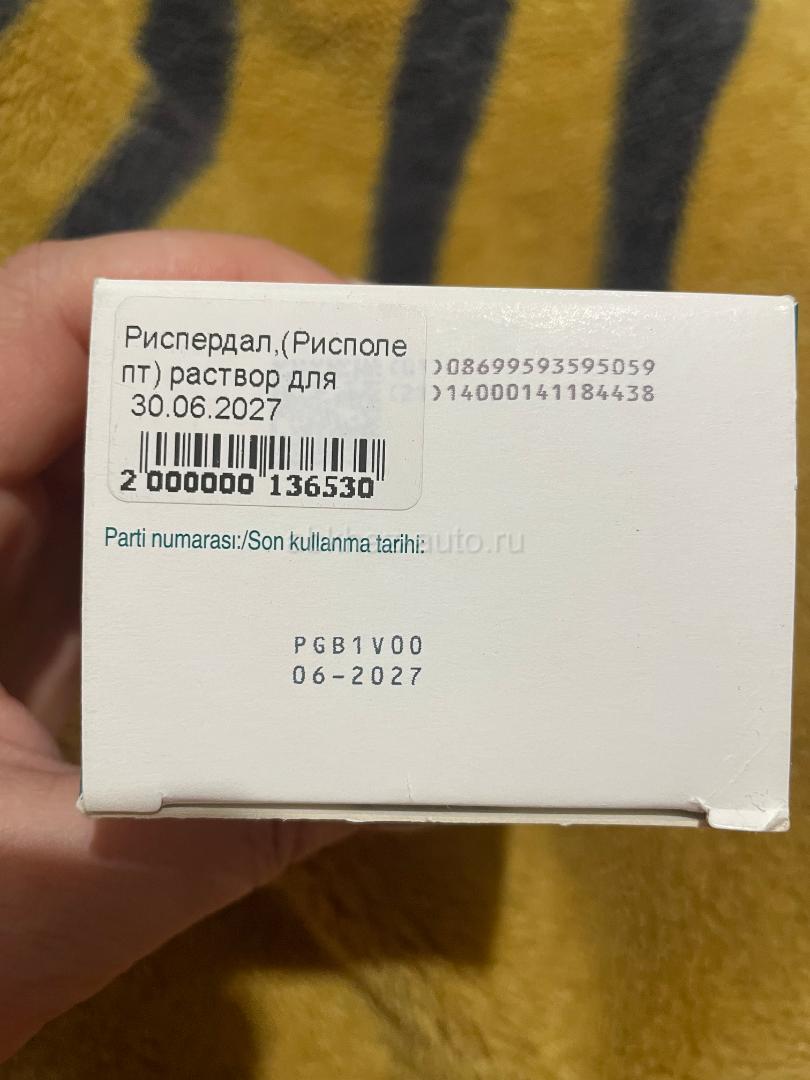 Риспердал,(Рисполе
пт) раствор для
30.06.2027
2 000000 136530
)08699593595059
)14000141184438
Parti numarası:/Son kullanma tarihi:
PGB1V00
06-2027